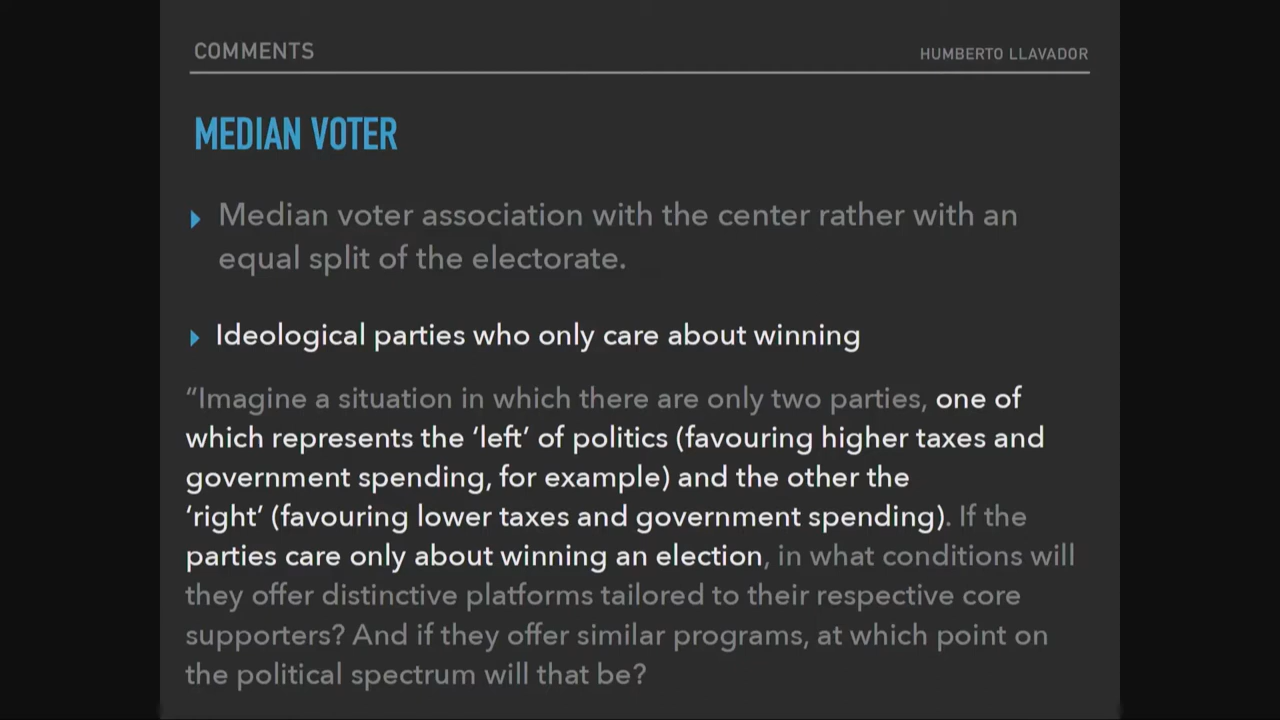 COMMENTS
HUMBERTO LLAVADOR
MEDIAN VOTER
Median voter association with the center rather with an
equal split of the electorate.
Ideological parties who only care about winning
“Imagine a situation in which there are only two parties, one of
which represents the ‘left’ of politics (favouring higher taxes and
government spending, for example) and the other the
‘right’ (favouring lower taxes and government spending). If the
parties care only about winning an election, in what conditions will
they offer distinctive platforms tailored to their respective core
supporters? And if they offer similar programs, at which point on
the political spectrum will that be?